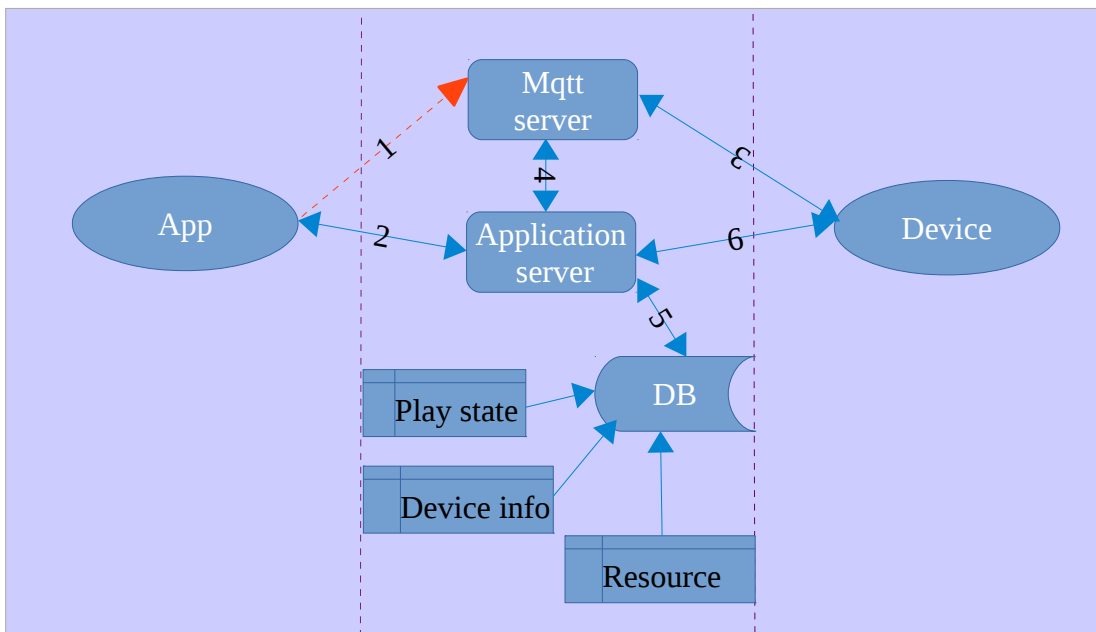 Mqtt
server
1
3
4
App
2
Application
server
6
Device
5
DB
Play state
Device info
Resource